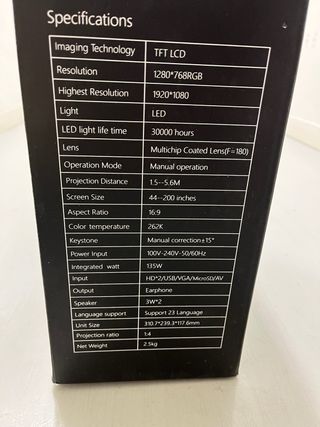 Specifications
Imaging Technology TFT LCD
Resolution 1280*768RGB
Highest Resolution 1920*1080
Light LED
LED light life time 30000 hours
Lens Multichip Coated Lens(F=180)
Operation Mode Manual operation
Projection Distance 1.5--5.6M
Screen Size 44--200 inches
Aspect Ratio 16:9
Color temperature 262K
Keystone Manual correction±15°
Power Input 100V-240V-50/60Hz
Integrated watt 135W
Input HD*2/USB/VGA/MicroSD/AV
Output Earphone
Speaker 3W*2
Language support Support 23 Language
Unit Size 310.7*239.3*117.6mm
Projection ratio 1:4
Net Weight 2.5kg